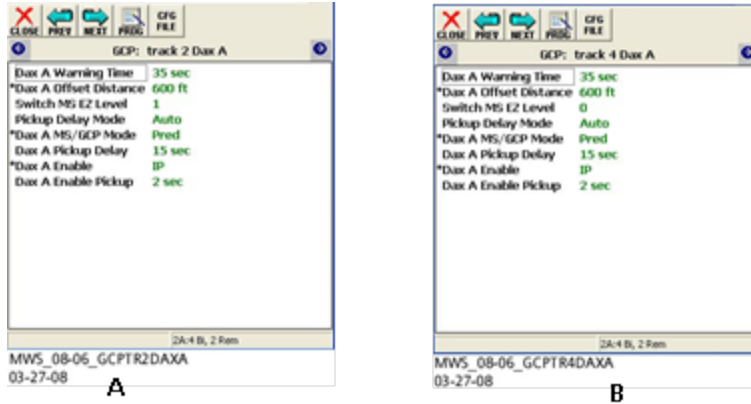 CLOSE PREV NEXT PROG CFG FILE
GCP: track 2 Dax A
Dax A Warning Time 35 sec
*Dax A Offset Distance 600 ft
Switch MS EZ Level 1
Pickup Delay Mode Auto
*Dax A MS/GCP Mode Pred
Dax A Pickup Delay 15 sec
*Dax A Enable IP
Dax A Enable Pickup 2 sec
2A:4 Bi, 2 Rem
MWS_08-06_GCPTR2DAXA
03-27-08
A
CLOSE PREV NEXT PROG CFG FILE
GCP: track 4 Dax A
Dax A Warning Time 35 sec
*Dax A Offset Distance 600 ft
Switch MS EZ Level 0
Pickup Delay Mode Auto
*Dax A MS/GCP Mode Pred
Dax A Pickup Delay 15 sec
*Dax A Enable IP
Dax A Enable Pickup 2 sec
2A:4 Bi, 2 Rem
MWS_08-06_GCPTR4DAXA
03-27-08
B